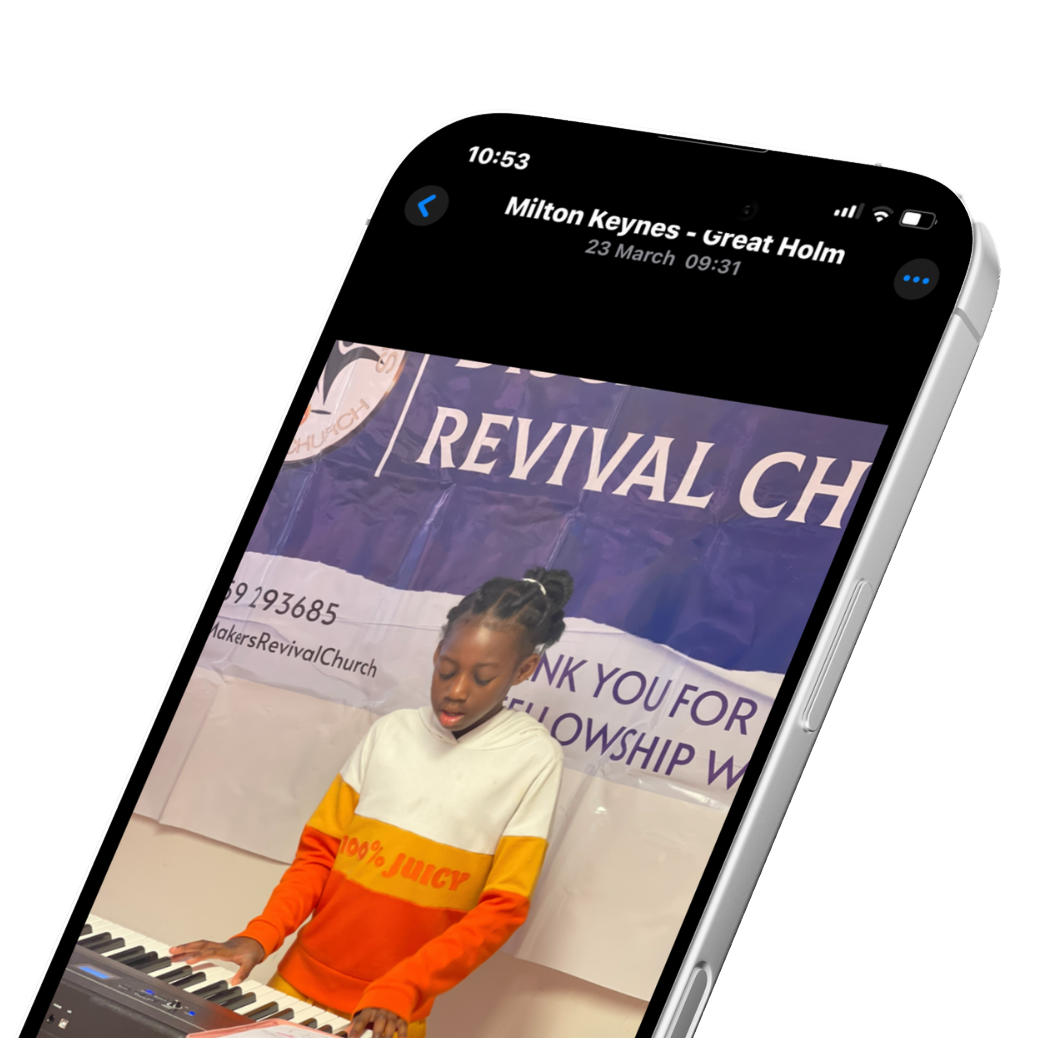 10:53
Milton Keynes - Great Holm
23 March 09:31
REVIVAL CH
CHURCH
59 293685
MakersRevivalChurch
NK YOU FOR
FELLOWSHIP W
100% JUICY